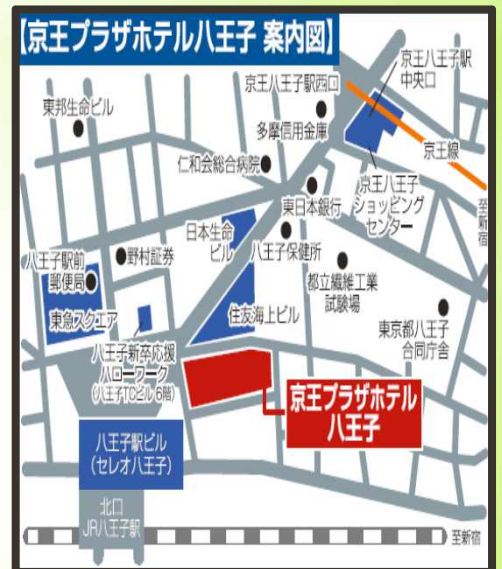 【京王プラザホテル八王子 案内図】
京王八王子駅
中央口
京王八王子駅西口
東邦生命ビル
多摩信用金庫
京王線
仁和会総合病院
京王八王子
ショッピング
センター
至新宿
東日本銀行
日本生命
ビル
八王子保健所
八王子駅前
郵便局
野村証券
都立繊維工業
試験場
東急スクエア
住友海上ビル
東京都八王子
合同庁舎
八王子新卒応援
ハローワーク
(八王子TCビル6階)
京王プラザホテル
八王子
八王子駅ビル
(セレオ八王子)
北口
JR八王子駅
至新宿